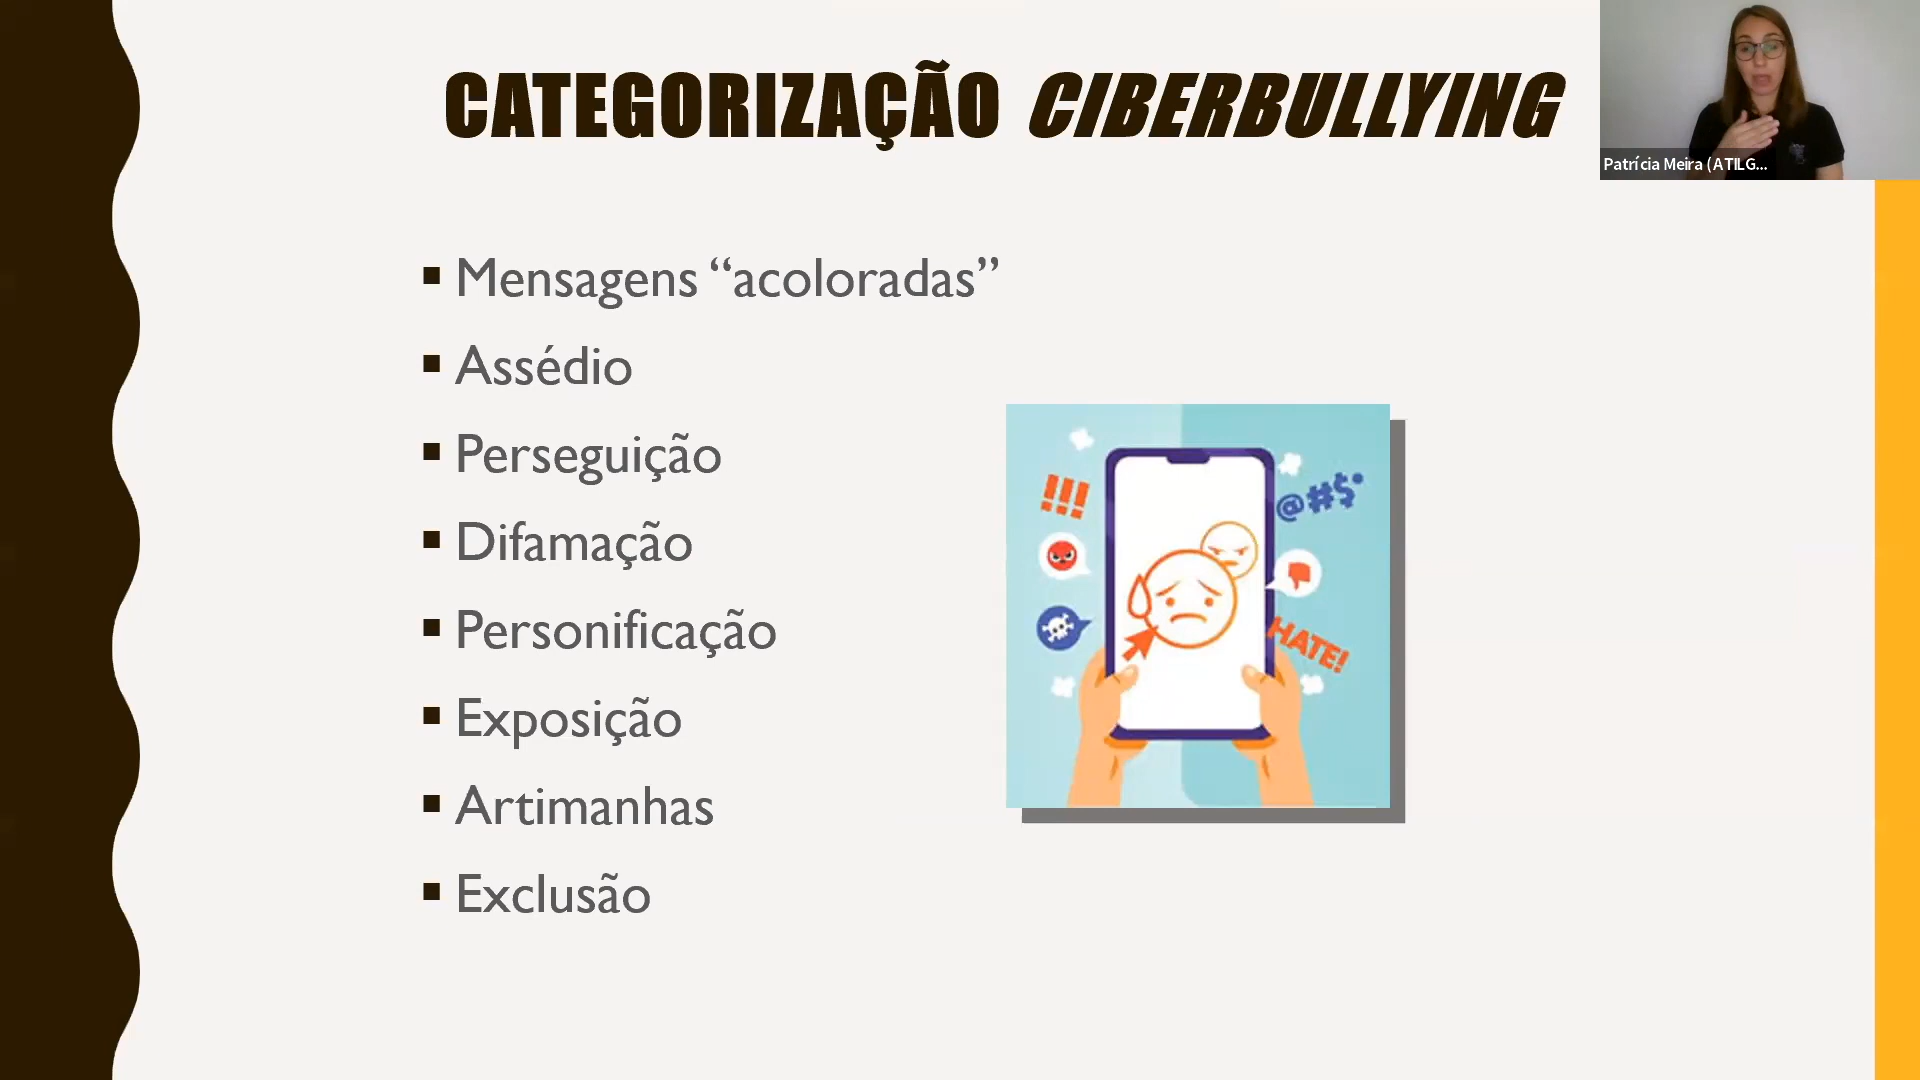 CATEGORIZAÇÃO CIBERBULLYING
Patrícia Meira (ATILG...
Mensagens “acoloradas”
Assédio
Perseguição
Difamação
Personificação
Exposição
Artimanhas
Exclusão
!!!
@#$*
HATE!